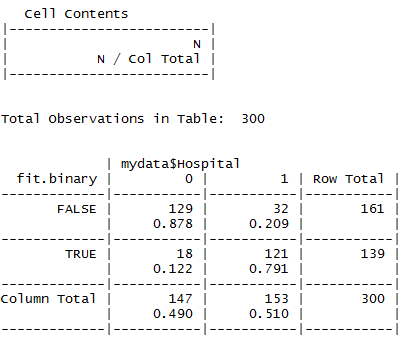 Cell Contents
|-------------------------|
|                       N |
|           N / Col Total |
|-------------------------|
Total Observations in Table:  300
             | mydata$Hospital
  fit.binary |         0 |         1 | Row Total |
-------------|-----------|-----------|-----------|
       FALSE |       129 |        32 |       161 |
             |     0.878 |     0.209 |           |
-------------|-----------|-----------|-----------|
        TRUE |        18 |       121 |       139 |
             |     0.122 |     0.791 |           |
-------------|-----------|-----------|-----------|
Column Total |       147 |       153 |       300 |
             |     0.490 |     0.510 |           |
-------------|-----------|-----------|-----------|